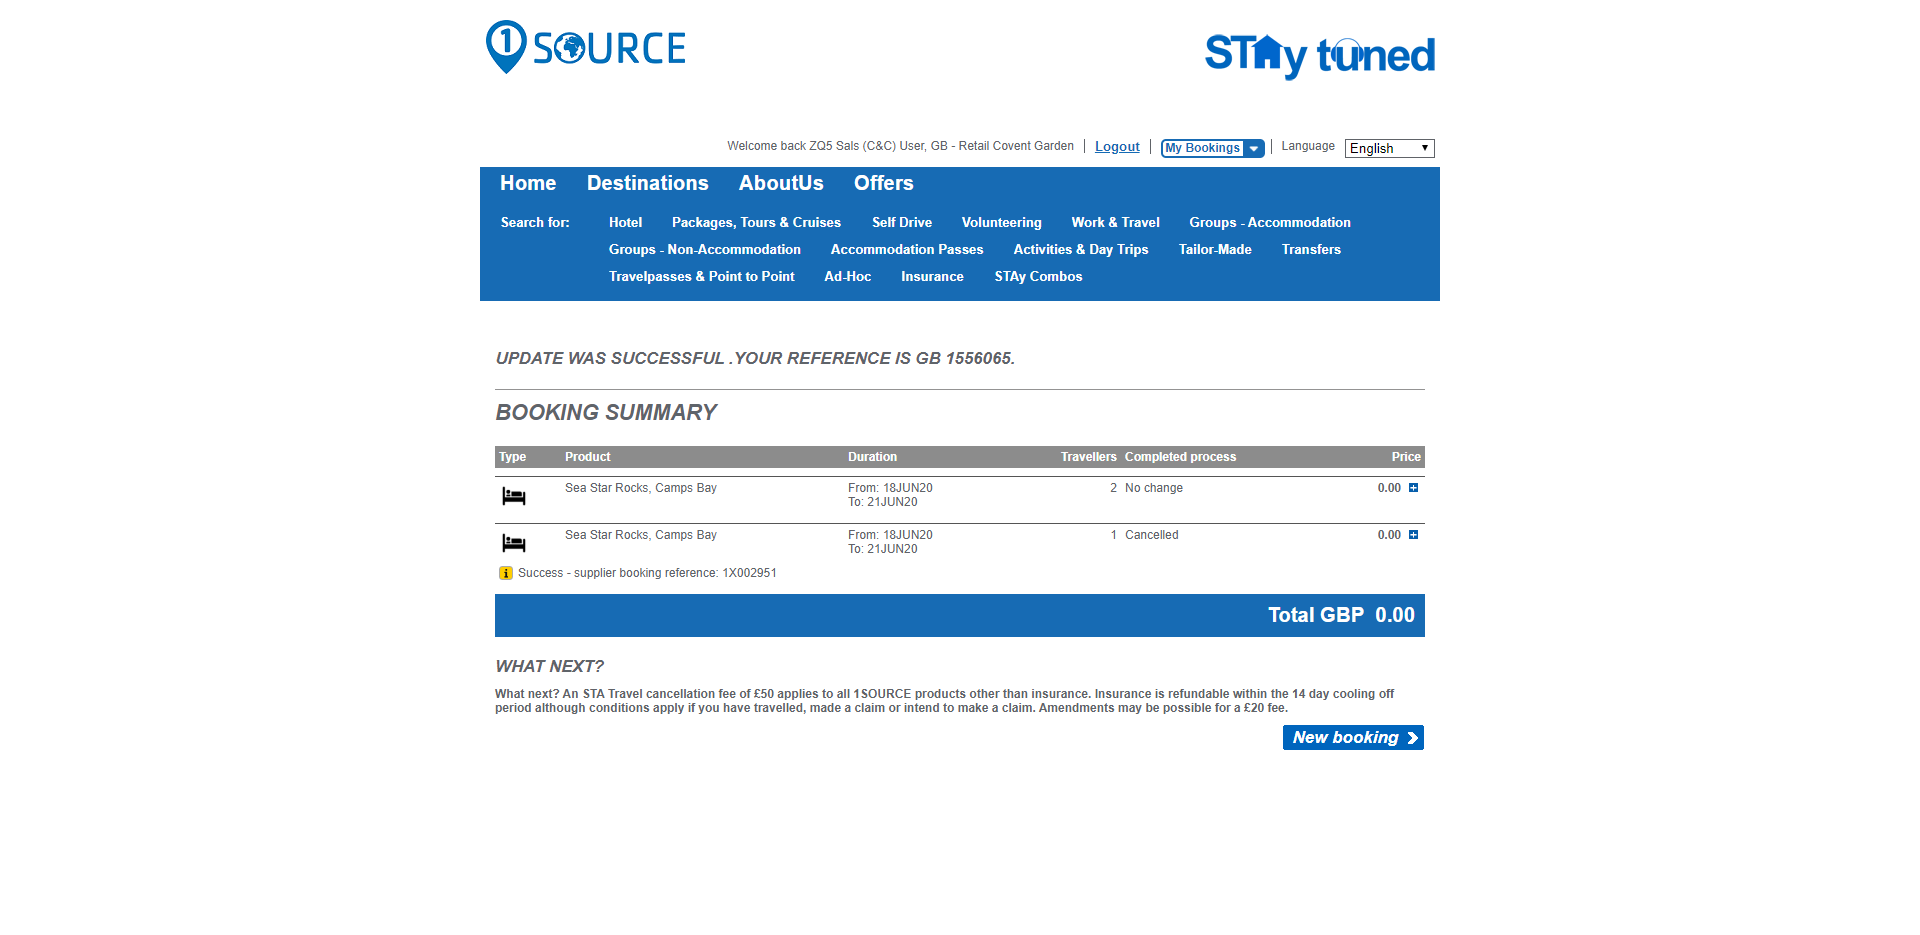 1 SOURCE
STAy tuned
Welcome back ZQ5 Sals (C&C) User, GB - Retail Covent Garden | Logout | My Bookings | Language English
Home Destinations AboutUs Offers
Search for: Hotel Packages, Tours & Cruises Self Drive Volunteering Work & Travel Groups - Accommodation
Groups - Non-Accommodation Accommodation Passes Activities & Day Trips Tailor-Made Transfers
Travelpasses & Point to Point Ad-Hoc Insurance STAy Combos
UPDATE WAS SUCCESSFUL .YOUR REFERENCE IS GB 1556065.
BOOKING SUMMARY
Type Product Duration Travellers Completed process Price
Sea Star Rocks, Camps Bay From: 18JUN20 2 No change 0.00
To: 21JUN20
Sea Star Rocks, Camps Bay From: 18JUN20 1 Cancelled 0.00
To: 21JUN20
Success - supplier booking reference: 1X002951
Total GBP 0.00
WHAT NEXT?
What next? An STA Travel cancellation fee of £50 applies to all 1SOURCE products other than insurance. Insurance is refundable within the 14 day cooling off
period although conditions apply if you have travelled, made a claim or intend to make a claim. Amendments may be possible for a £20 fee.
New booking